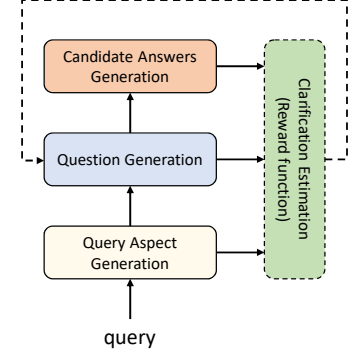 Candidate Answers
Generation
Question Generation
Query Aspect
Generation
query
Clarification Estimation
(Reward function)